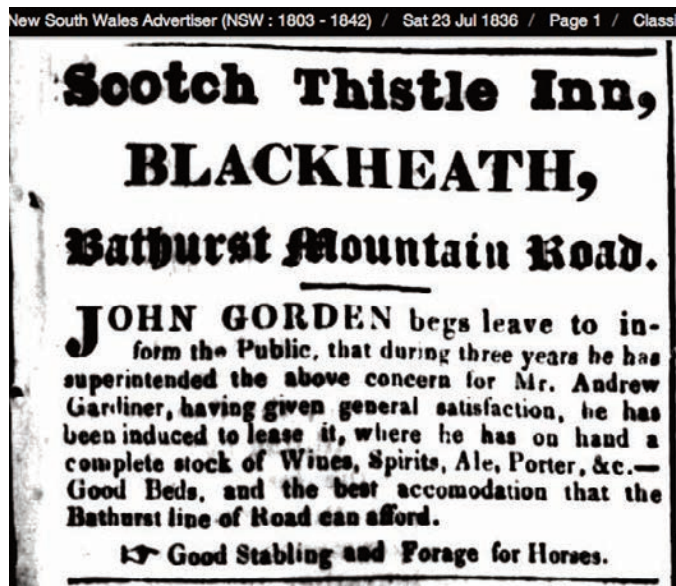 New South Wales Advertiser (NSW : 1803 - 1842) / Sat 23 Jul 1836 / Page 1 / Classi
Scotch Thistle Inn,
BLACKHEATH,
Bathurst Mountain Road.
JOHN GORDEN begs leave to in-
form the Public, that during three years he has
superintended the above concern for Mr. Andrew
Gardiner, having given general satisfaction, he has
been induced to lease it, where he has on hand a
complete stock of Wines, Spirits, Ale, Porter, &c.—
Good Beds, and the best accomodation that the
Bathurst line of Road can afford.
☞ Good Stabling and Forage for Horses.